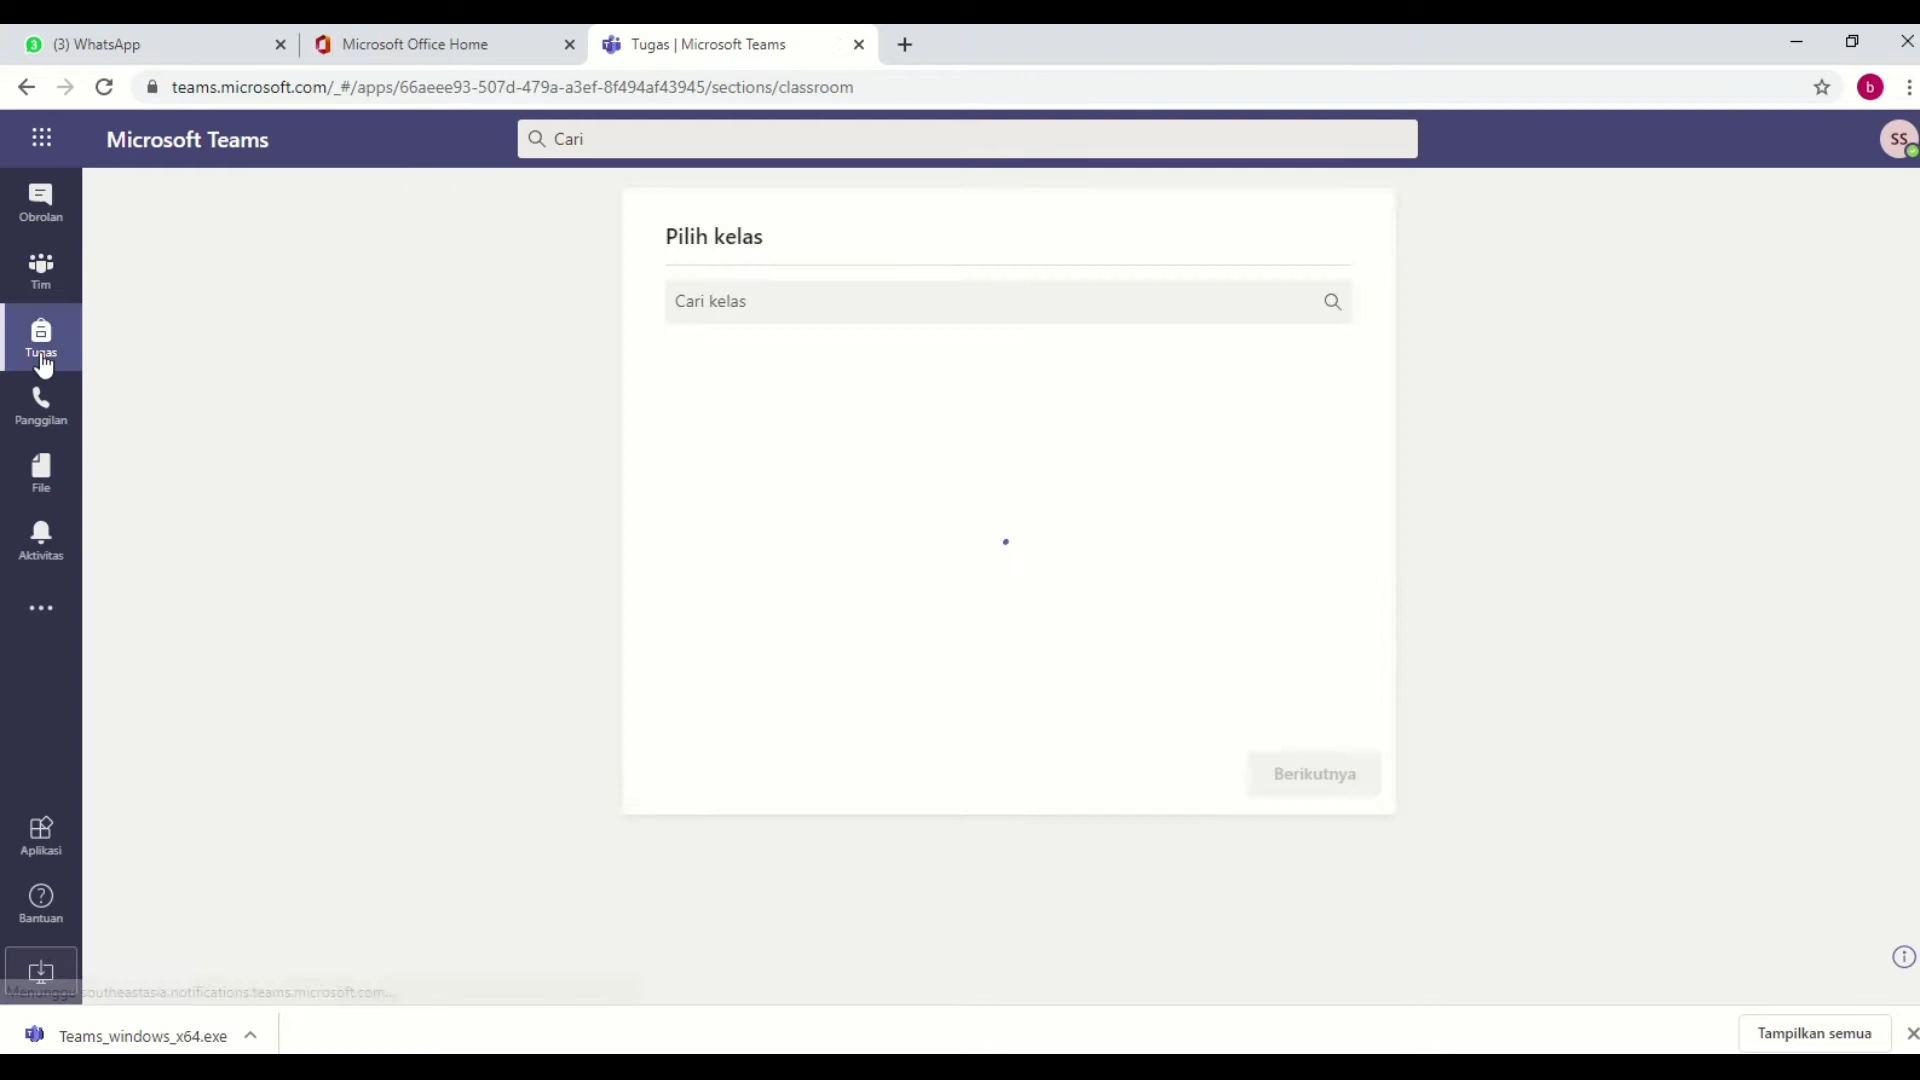 (3) WhatsApp
Microsoft Office Home
Tugas | Microsoft Teams
teams.microsoft.com/_#/apps/66aeee93-507d-479a-a3ef-8f494af43945/sections/classroom
b
Microsoft Teams
Cari
SS
Obrolan
Tim
Tugas
Panggilan
File
Aktivitas
Aplikasi
Bantuan
Pilih kelas
Cari kelas
Berikutnya
Menunggu southeastasia.notifications.teams.microsoft.com...
Teams_windows_x64.exe
Tampilkan semua